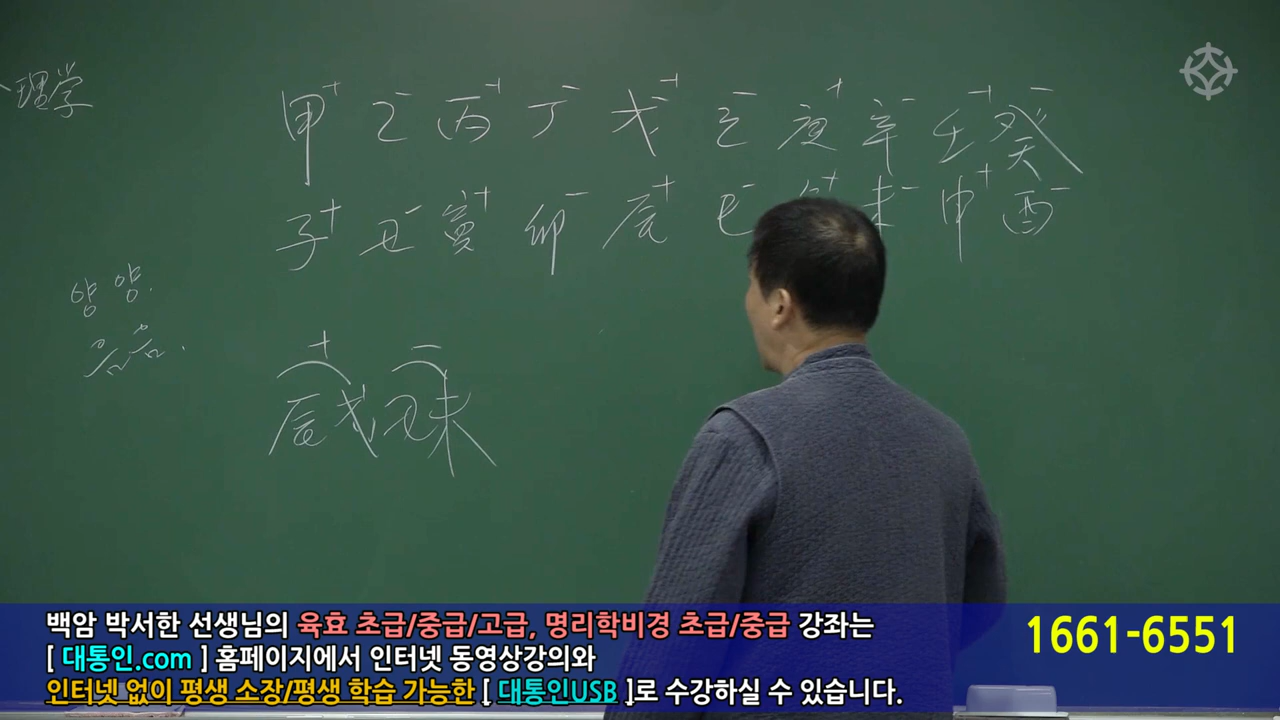 理学
甲+ 乙- 丙+ 丁- 戊+ 己- 庚+ 辛- 壬+ 癸-
子+ 丑- 寅+ 卯- 辰+ 巳- + 未- 申+ 酉-
양 양.
음 음.
+ -
辰戌丑未
백암 박서한 선생님의 육효 초급/중급/고급, 명리학비경 초급/중급 강좌는
[ 대통인.com ] 홈페이지에서 인터넷 동영상강의와
인터넷 없이 평생 소장/평생 학습 가능한 [ 대통인USB ]로 수강하실 수 있습니다.
1661-6551